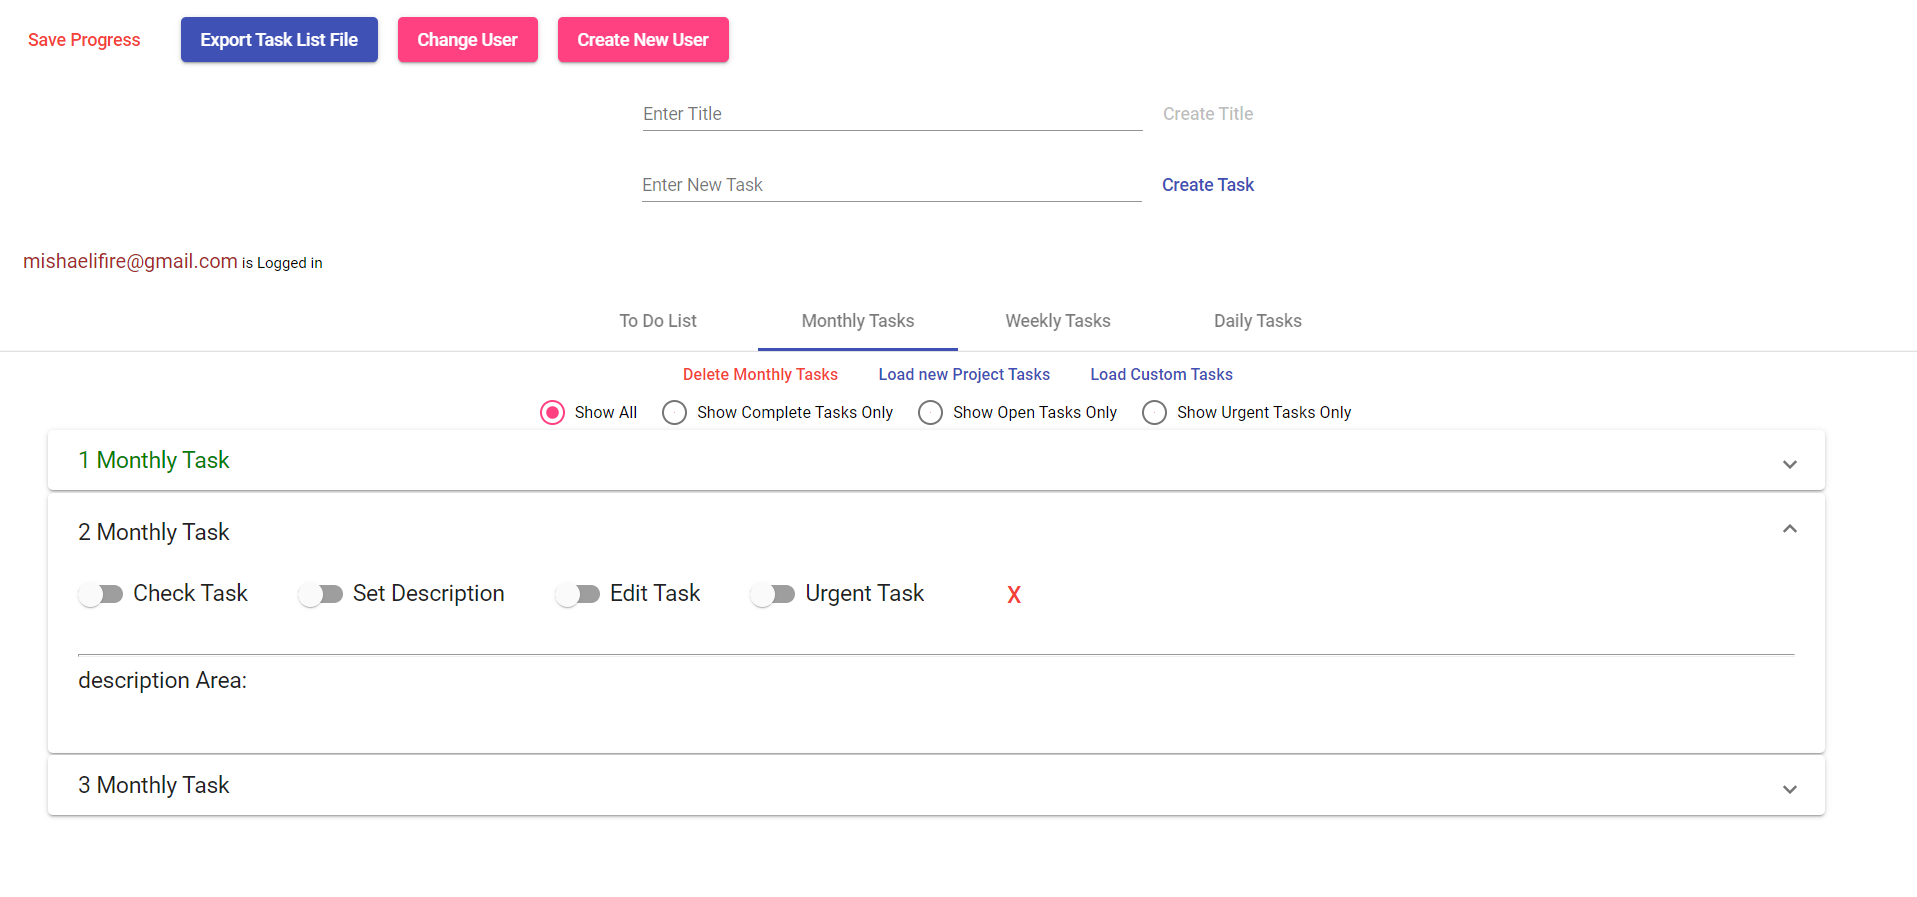 Save Progress Export Task List File Change User Create New User
Enter Title Create Title
Enter New Task Create Task
mishaelifire@gmail.com is Logged in
To Do List Monthly Tasks Weekly Tasks Daily Tasks
Delete Monthly Tasks Load new Project Tasks Load Custom Tasks
Show All Show Complete Tasks Only Show Open Tasks Only Show Urgent Tasks Only
1 Monthly Task
2 Monthly Task
Check Task Set Description Edit Task Urgent Task X
description Area:
3 Monthly Task